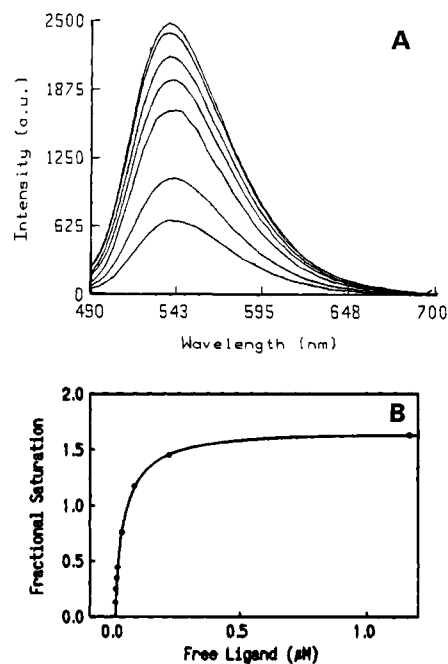 A
2500
1875
1250
625
0
Intensity (a.u.)
490 543 595 648 700
Wavelength (nm)
B
2.0
1.5
1.0
0.5
0.0
Fractional Saturation
0.0 0.5 1.0
Free Ligand (µM)